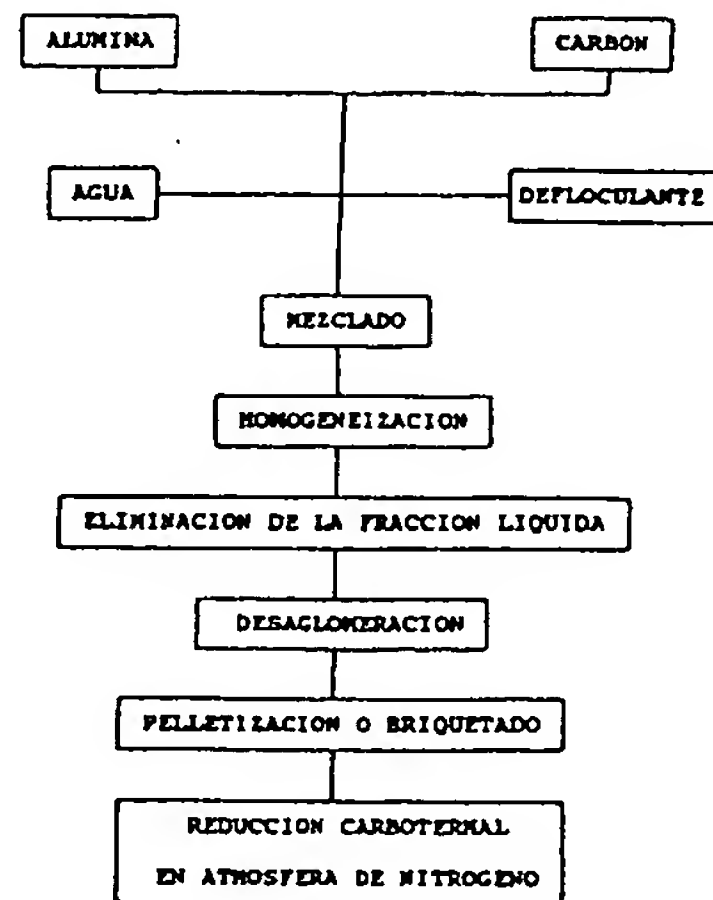 ALUMINA
CARBON
AGUA
DEFLOCULANTE
MEZCLADO
HOMOGENEIZACION
ELIMINACION DE LA FRACCION LIQUIDA
DESAGLOMERACION
PELLETIZACION O BRIQUETADO
REDUCCION CARBOTERMAL
EN ATMOSFERA DE NITROGENO